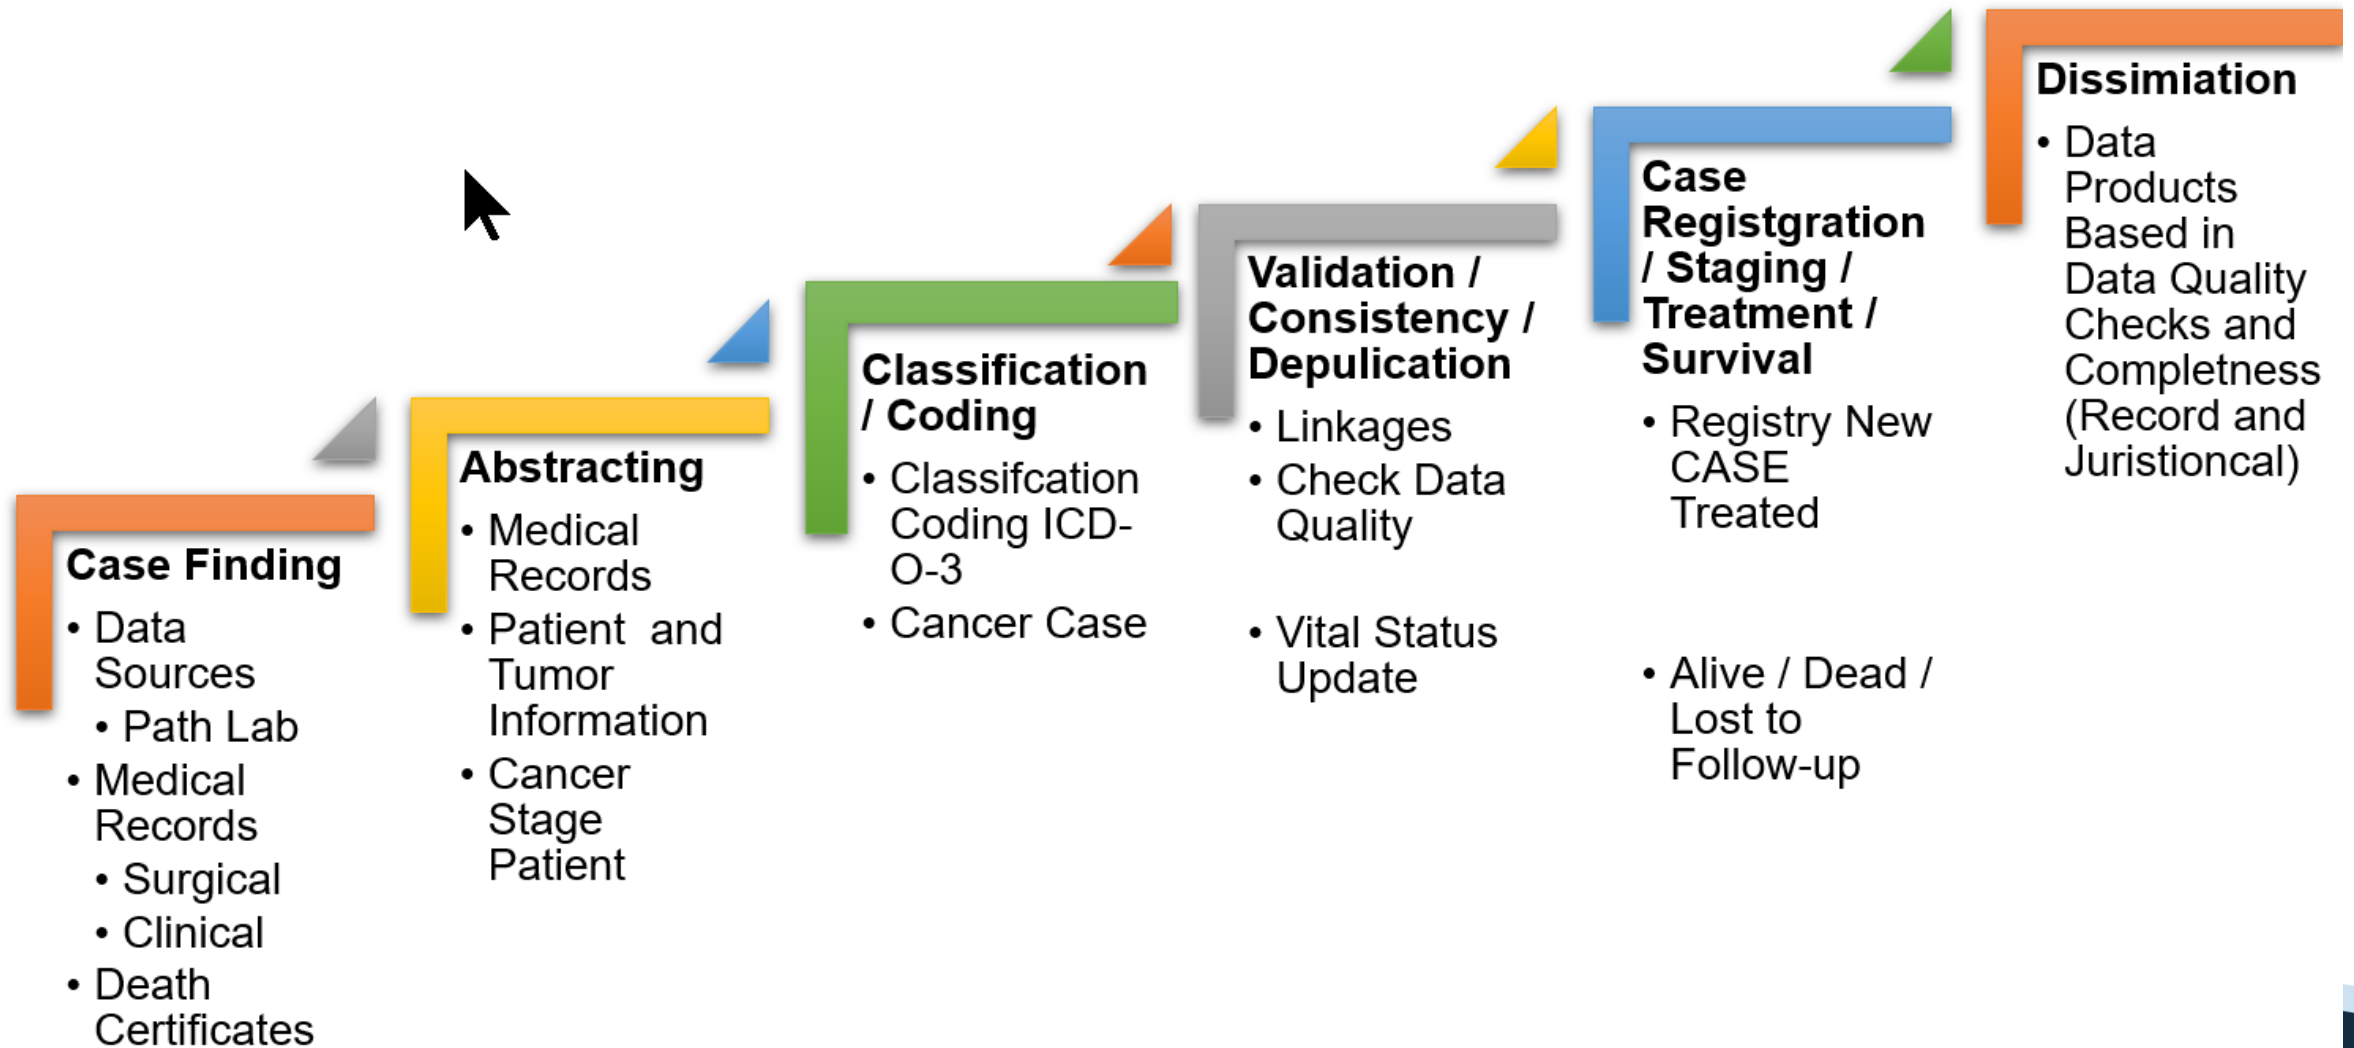 Case Finding
• Data
Sources
• Path Lab
• Medical
Records
• Surgical
• Clinical
• Death
Certificates
Abstracting
• Medical
Records
• Patient and
Tumor
Information
• Cancer
Stage
Patient
Classification
/ Coding
• Classifcation
Coding ICD-
O-3
• Cancer Case
Validation /
Consistency /
Depulication
• Linkages
• Check Data
Quality
• Vital Status
Update
Case
Registgration
/ Staging /
Treatment /
Survival
• Registry New
CASE
Treated
• Alive / Dead /
Lost to
Follow-up
Dissimiation
• Data
Products
Based in
Data Quality
Checks and
Completness
(Record and
Juristioncal)